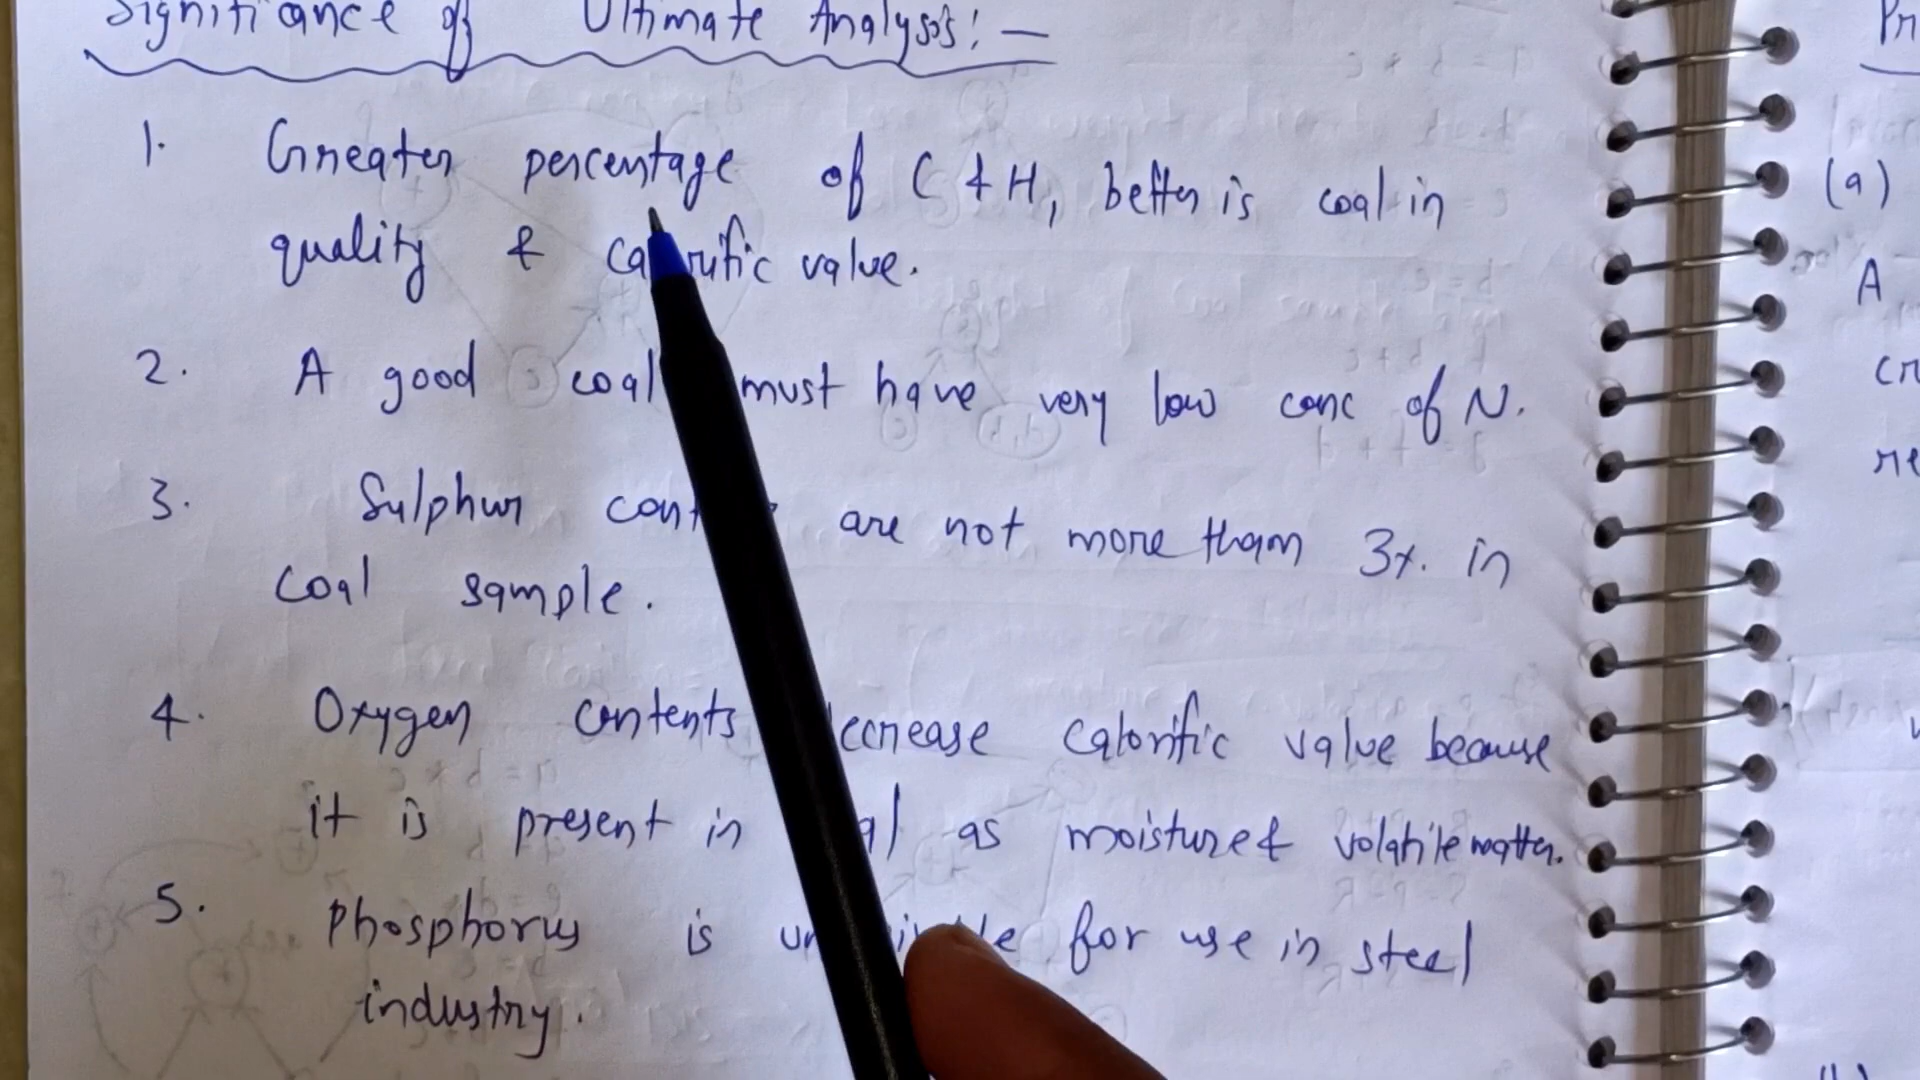 Significance of Ultimate Analysis:-
1. Greater percentage of C & H, better is coal in
quality & calorific value.
2. A good coal must have very low conc of N.
3. Sulphur are not more than 3%. in
coal sample.
4. Oxygen contents decrease calorific value because
it is present in as moisture & volatile matter.
5. Phosphorus is for use in steel
industry.
(a)
A